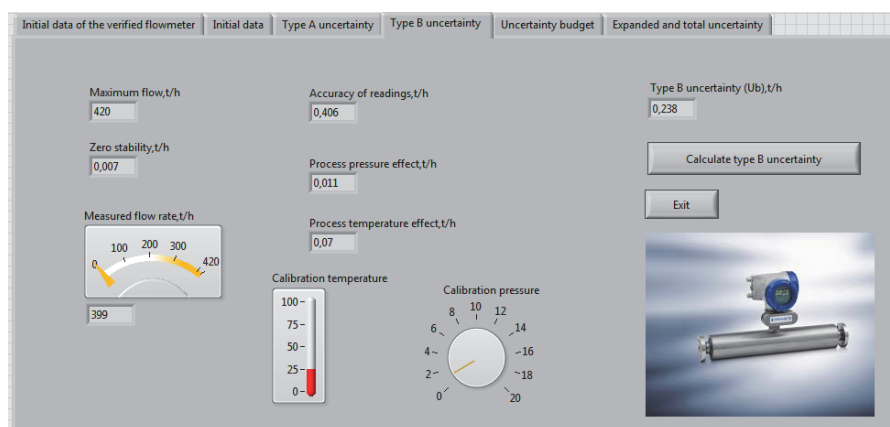 Initial data of the verified flowmeter
Initial data
Type A uncertainty
Type B uncertainty
Uncertainty budget
Expanded and total uncertainty
Maximum flow,t/h
420
Zero stability,t/h
0,007
Measured flow rate,t/h
0
100
200
300
420
399
Accuracy of readings,t/h
0,406
Process pressure effect,t/h
0,011
Process temperature effect,t/h
0,07
Calibration temperature
100
75
50
25
0
Calibration pressure
0
2
4
6
8
10
12
14
16
18
20
Type B uncertainty (Ub),t/h
0,238
Calculate type B uncertainty
Exit